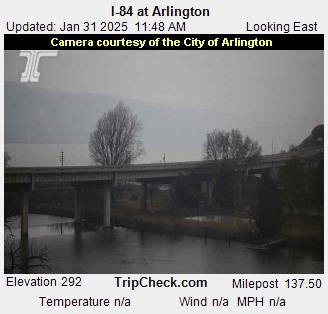 I-84 at Arlington
Updated: Jan 31 2025 11:48 AM Looking East
Camera courtesy of the City of Arlington
Elevation 292 TripCheck.com Milepost 137.50
Temperature n/a Wind n/a MPH n/a